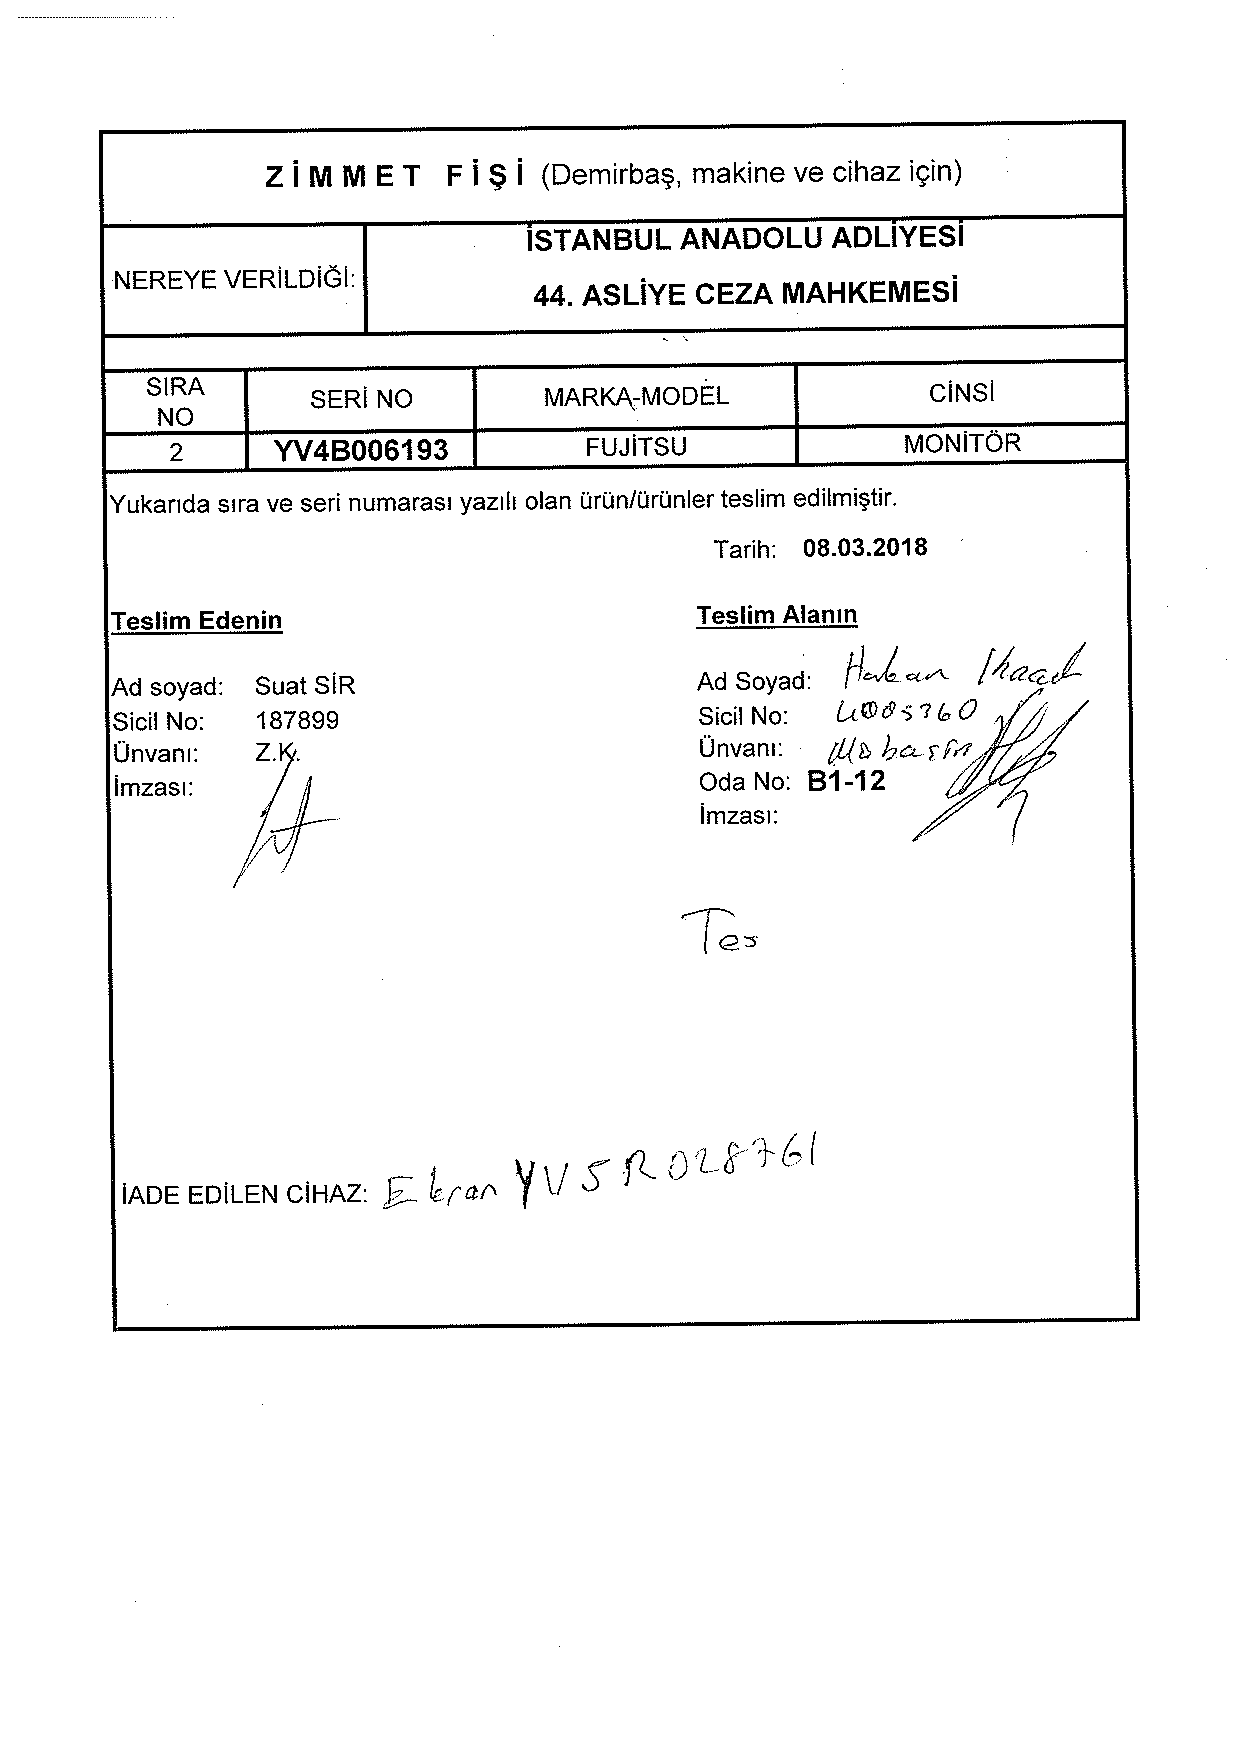 ZİMMET FİŞİ (Demirbaş, makine ve cihaz için)
NEREYE VERİLDİĞİ:
İSTANBUL ANADOLU ADLİYESİ
44. ASLİYE CEZA MAHKEMESİ
SIRA NO SERİ NO MARKA-MODEL CİNSİ
2 YV4B006193 FUJİTSU MONİTÖR
Yukarıda sıra ve seri numarası yazılı olan ürün/ürünler teslim edilmiştir.
Tarih: 08.03.2018
Teslim Edenin
Ad soyad: Suat SİR
Sicil No: 187899
Ünvanı: Z.K.
İmzası:
Teslim Alanın
Ad Soyad: Hakan
Sicil No:
Ünvanı: Mübaşir
Oda No: B1-12
İmzası:
Tes
İADE EDİLEN CİHAZ: Ekran YV5R028761